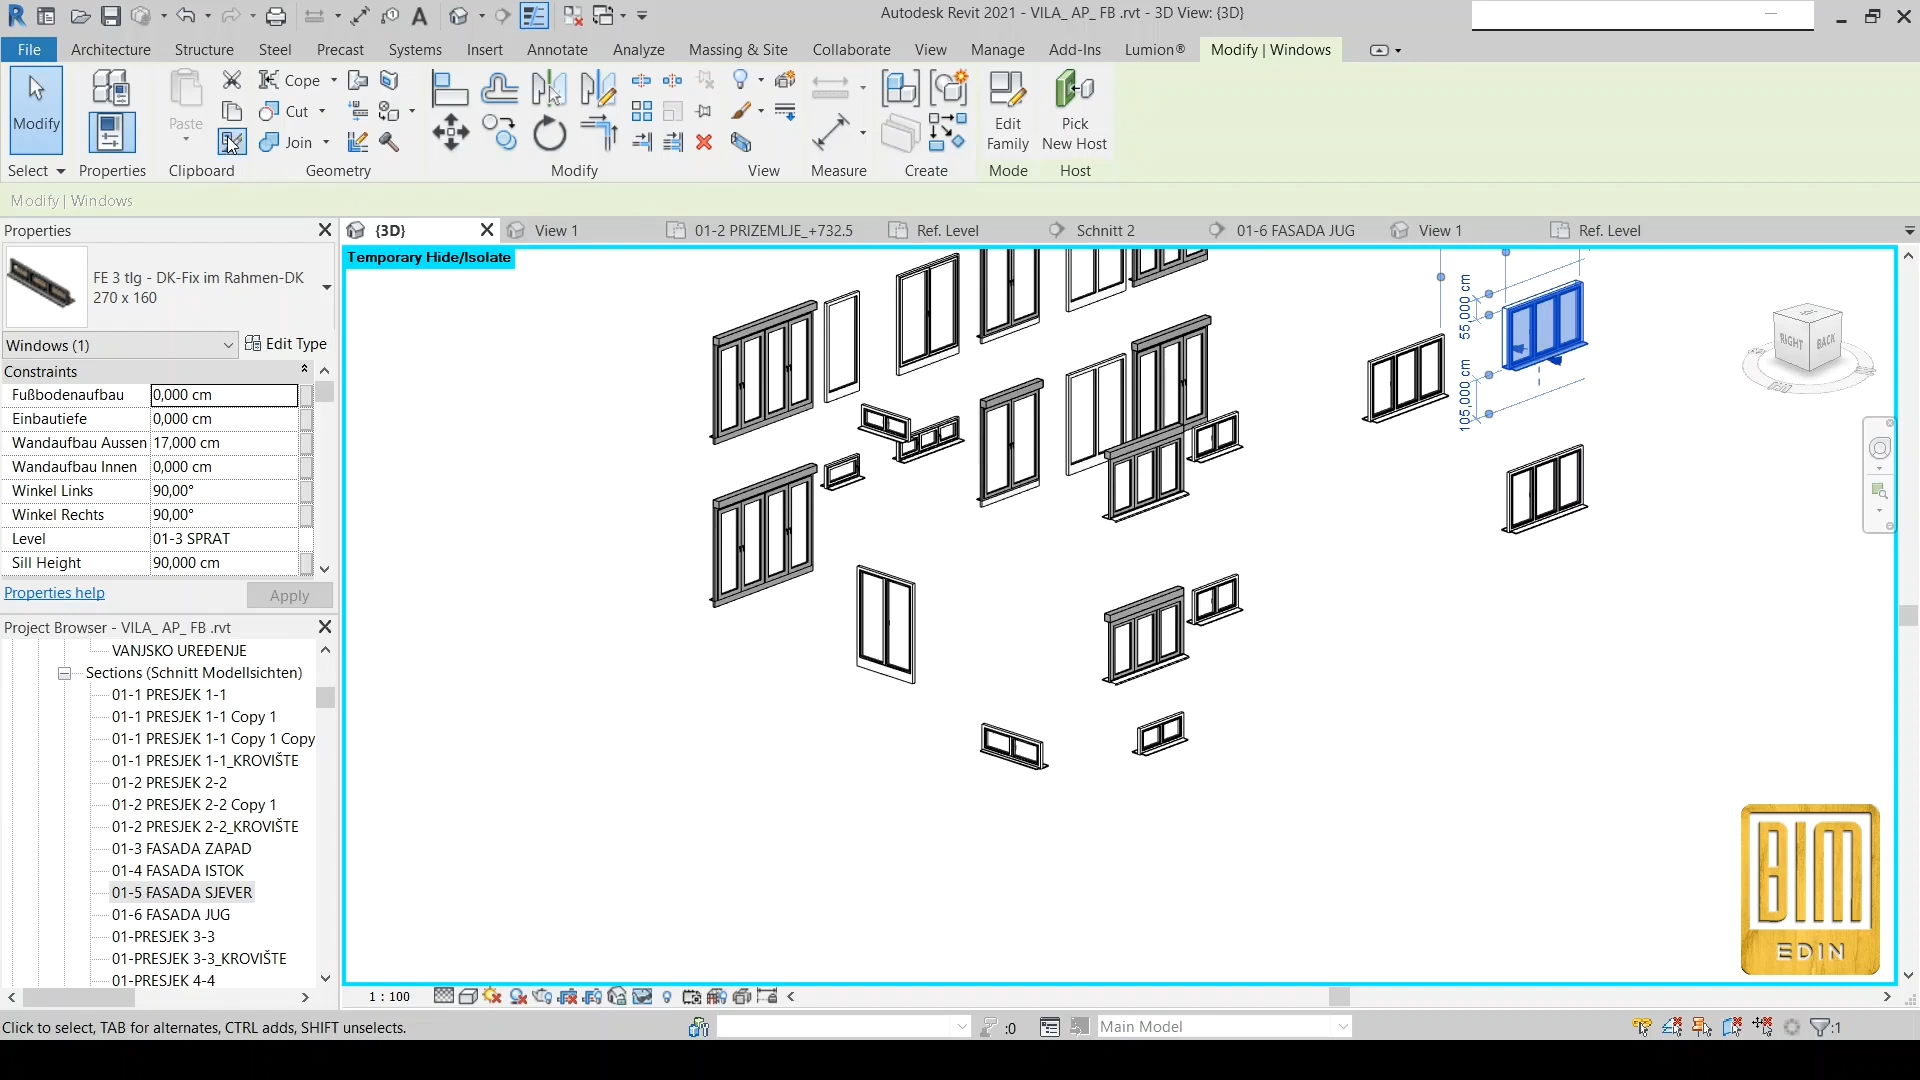 Autodesk Revit 2021 - VILA_ AP_ FB .rvt - 3D View: {3D}
File
Architecture
Structure
Steel
Precast
Systems
Insert
Annotate
Analyze
Massing & Site
Collaborate
View
Manage
Add-Ins
Lumion®
Modify | Windows
Modify
Paste
Cope
Cut
Join
Edit
Family
Pick
New Host
Select
Properties
Clipboard
Geometry
Modify
View
Measure
Create
Mode
Host
Modify | Windows
Properties
{3D}
View 1
01-2 PRIZEMLJE_+732.5
Ref. Level
Schnitt 2
01-6 FASADA JUG
View 1
Ref. Level
Temporary Hide/Isolate
FE 3 tlg - DK-Fix im Rahmen-DK
270 x 160
Windows (1)
Edit Type
Constraints
Fußbodenaufbau 0,000 cm
Einbautiefe 0,000 cm
Wandaufbau Aussen 17,000 cm
Wandaufbau Innen 0,000 cm
Winkel Links 90,00°
Winkel Rechts 90,00°
Level 01-3 SPRAT
Sill Height 90,000 cm
Properties help
Apply
55,000 cm
105,000 cm
RIGHT
BACK
Project Browser - VILA_ AP_ FB .rvt
VANJSKO UREĐENJE
Sections (Schnitt Modellsichten)
01-1 PRESJEK 1-1
01-1 PRESJEK 1-1 Copy 1
01-1 PRESJEK 1-1 Copy 1 Copy
01-1 PRESJEK 1-1_KROVIŠTE
01-2 PRESJEK 2-2
01-2 PRESJEK 2-2 Copy 1
01-2 PRESJEK 2-2_KROVIŠTE
01-3 FASADA ZAPAD
01-4 FASADA ISTOK
01-5 FASADA SJEVER
01-6 FASADA JUG
01-PRESJEK 3-3
01-PRESJEK 3-3_KROVIŠTE
01-PRESJEK 4-4
BIM
EDIN
1 : 100
Click to select, TAB for alternates, CTRL adds, SHIFT unselects.
:0
Main Model
:1